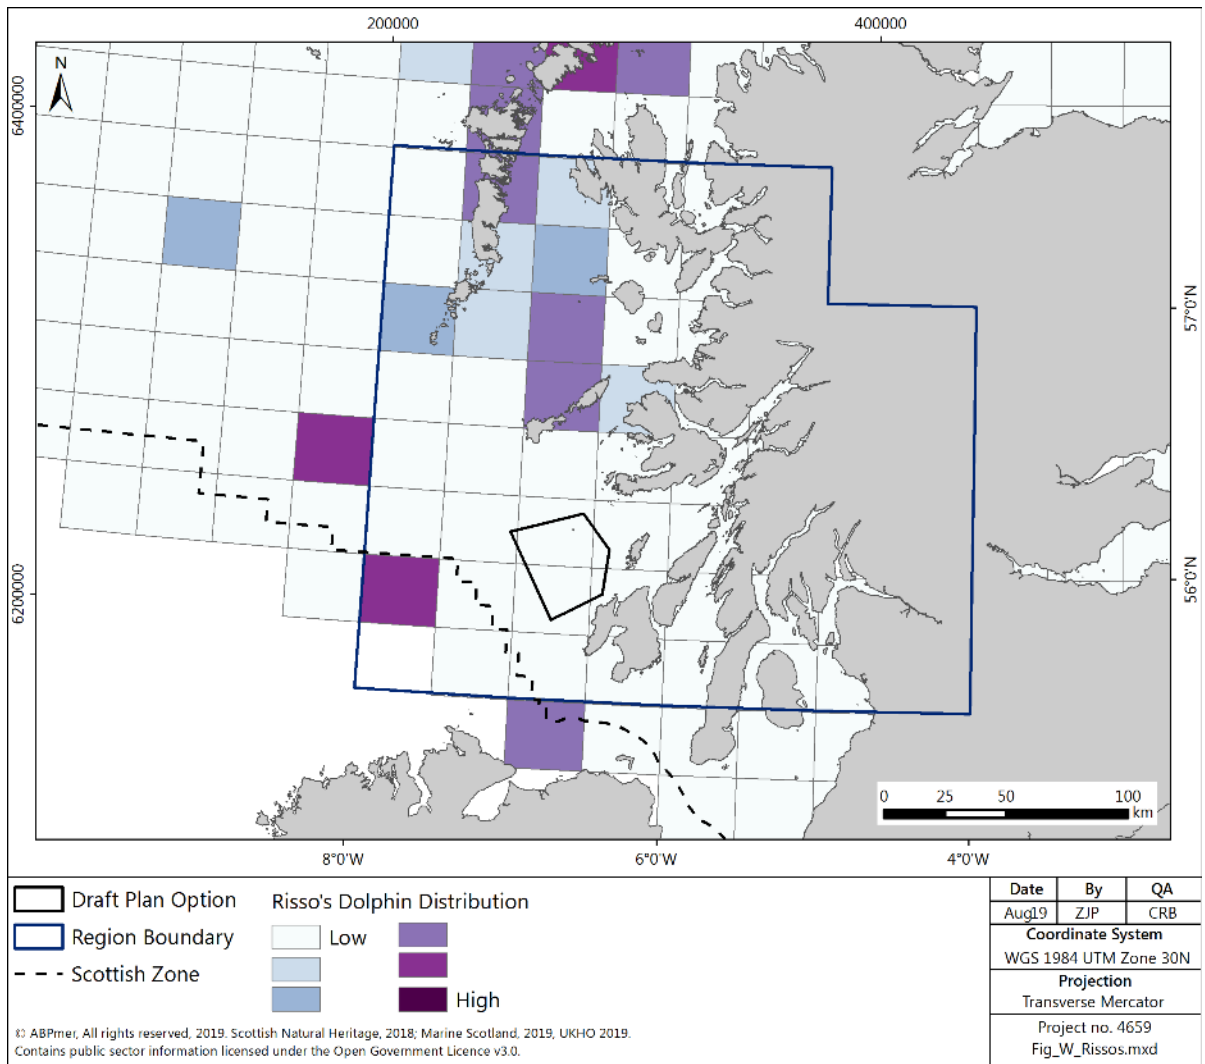 200000
400000
N
6400000
6200000
57°0'N
56°0'N
0 25 50 100
km
8°0'W
6°0'W
4°0'W
Draft Plan Option
Region Boundary
Scottish Zone
Risso's Dolphin Distribution
Low
High
© ABPmer, All rights reserved, 2019. Scottish Natural Heritage, 2018; Marine Scotland, 2019, UKHO 2019.
Contains public sector information licensed under the Open Government Licence v3.0.
Date By QA
Aug19 ZJP CRB
Coordinate System
WGS 1984 UTM Zone 30N
Projection
Transverse Mercator
Project no. 4659
Fig_W_Rissos.mxd